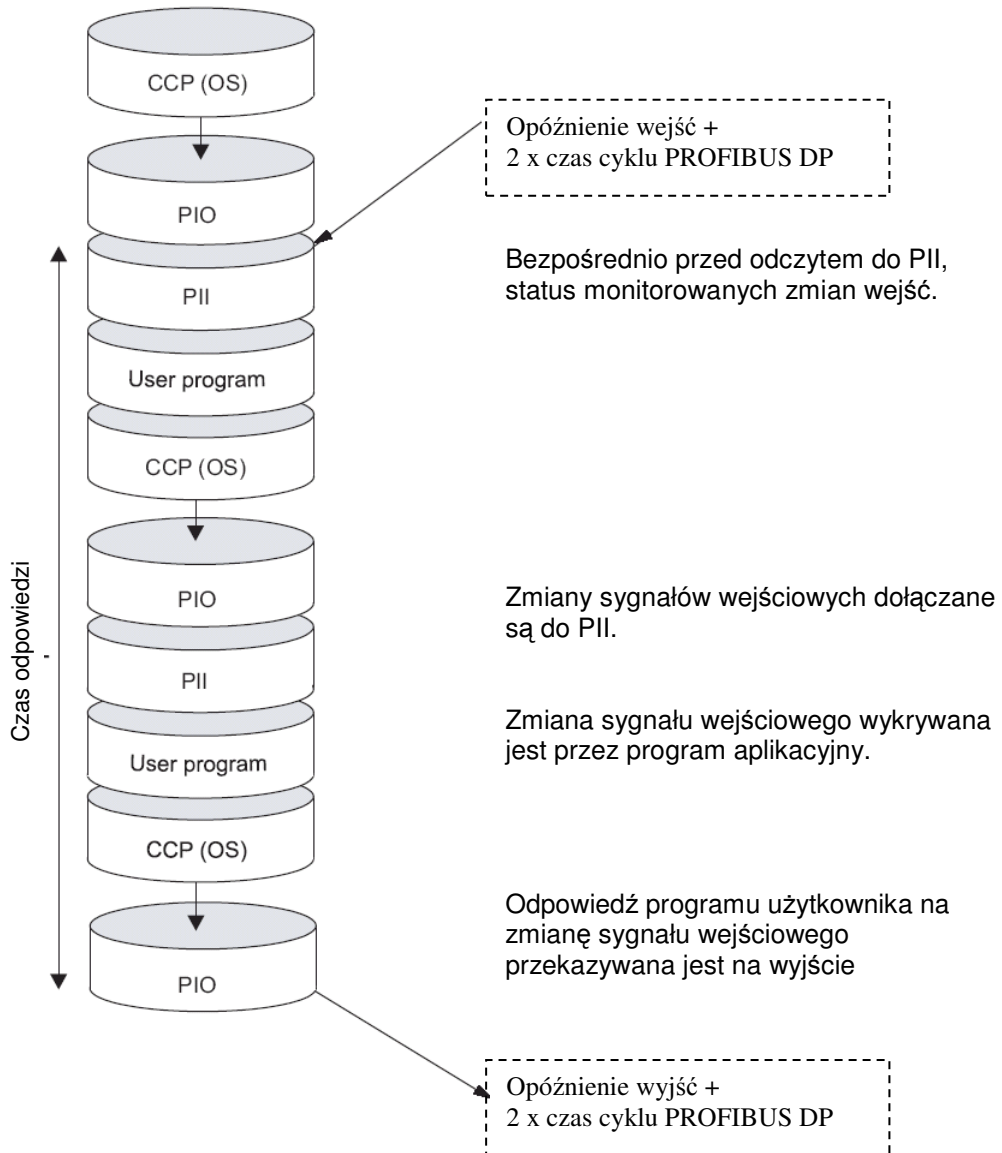 CCP (OS)
Opóźnienie wejść +
2 x czas cyklu PROFIBUS DP
PIO
Bezpośrednio przed odczytem do PII,
status monitorowanych zmian wejść.
PII
User program
CCP (OS)
Czas odpowiedzi
PIO
Zmiany sygnałów wejściowych dołączane
są do PII.
PII
Zmiana sygnału wejściowego wykrywana
jest przez program aplikacyjny.
User program
CCP (OS)
Odpowiedź programu użytkownika na
zmianę sygnału wejściowego
przekazywana jest na wyjście
PIO
Opóźnienie wyjść +
2 x czas cyklu PROFIBUS DP